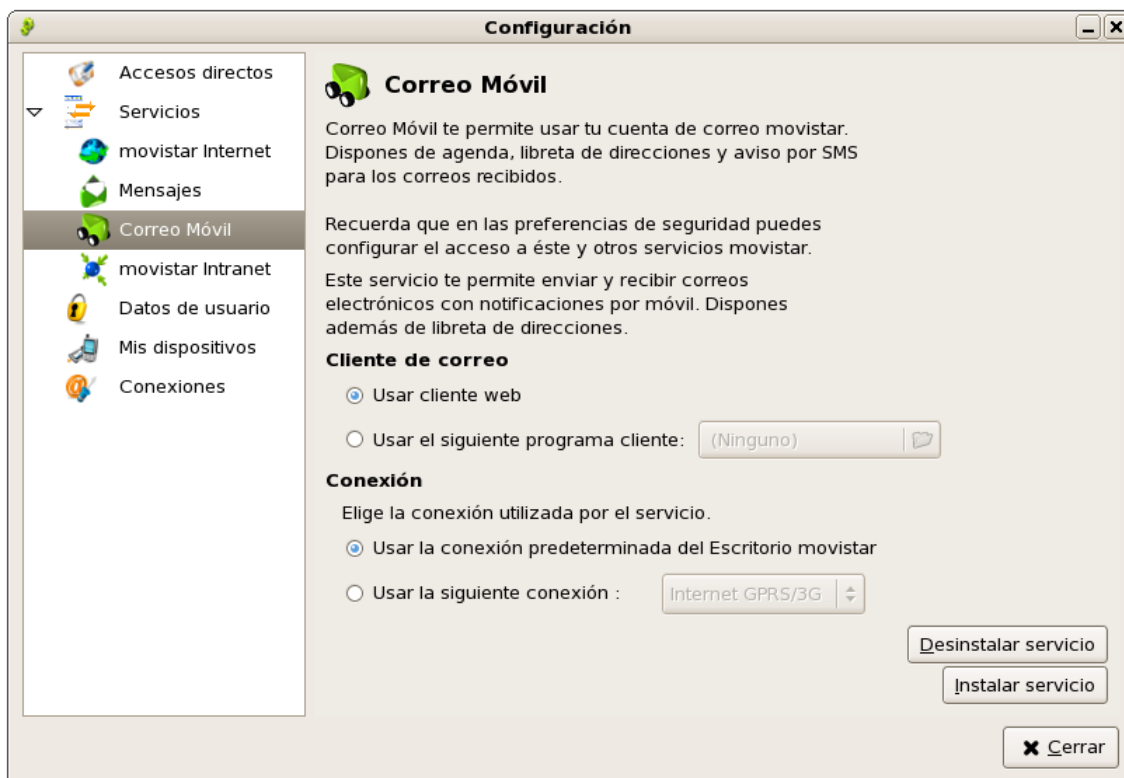 Configuración
Accesos directos
Servicios
movistar Internet
Mensajes
Correo Móvil
movistar Intranet
Datos de usuario
Mis dispositivos
Conexiones
Correo Móvil
Correo Móvil te permite usar tu cuenta de correo movistar.
Dispones de agenda, libreta de direcciones y aviso por SMS
para los correos recibidos.
Recuerda que en las preferencias de seguridad puedes
configurar el acceso a éste y otros servicios movistar.
Este servicio te permite enviar y recibir correos
electrónicos con notificaciones por móvil. Dispones
además de libreta de direcciones.
Cliente de correo
Usar cliente web
Usar el siguiente programa cliente: (Ninguno)
Conexión
Elige la conexión utilizada por el servicio.
Usar la conexión predeterminada del Escritorio movistar
Usar la siguiente conexión : Internet GPRS/3G
Desinstalar servicio
Instalar servicio
Cerrar